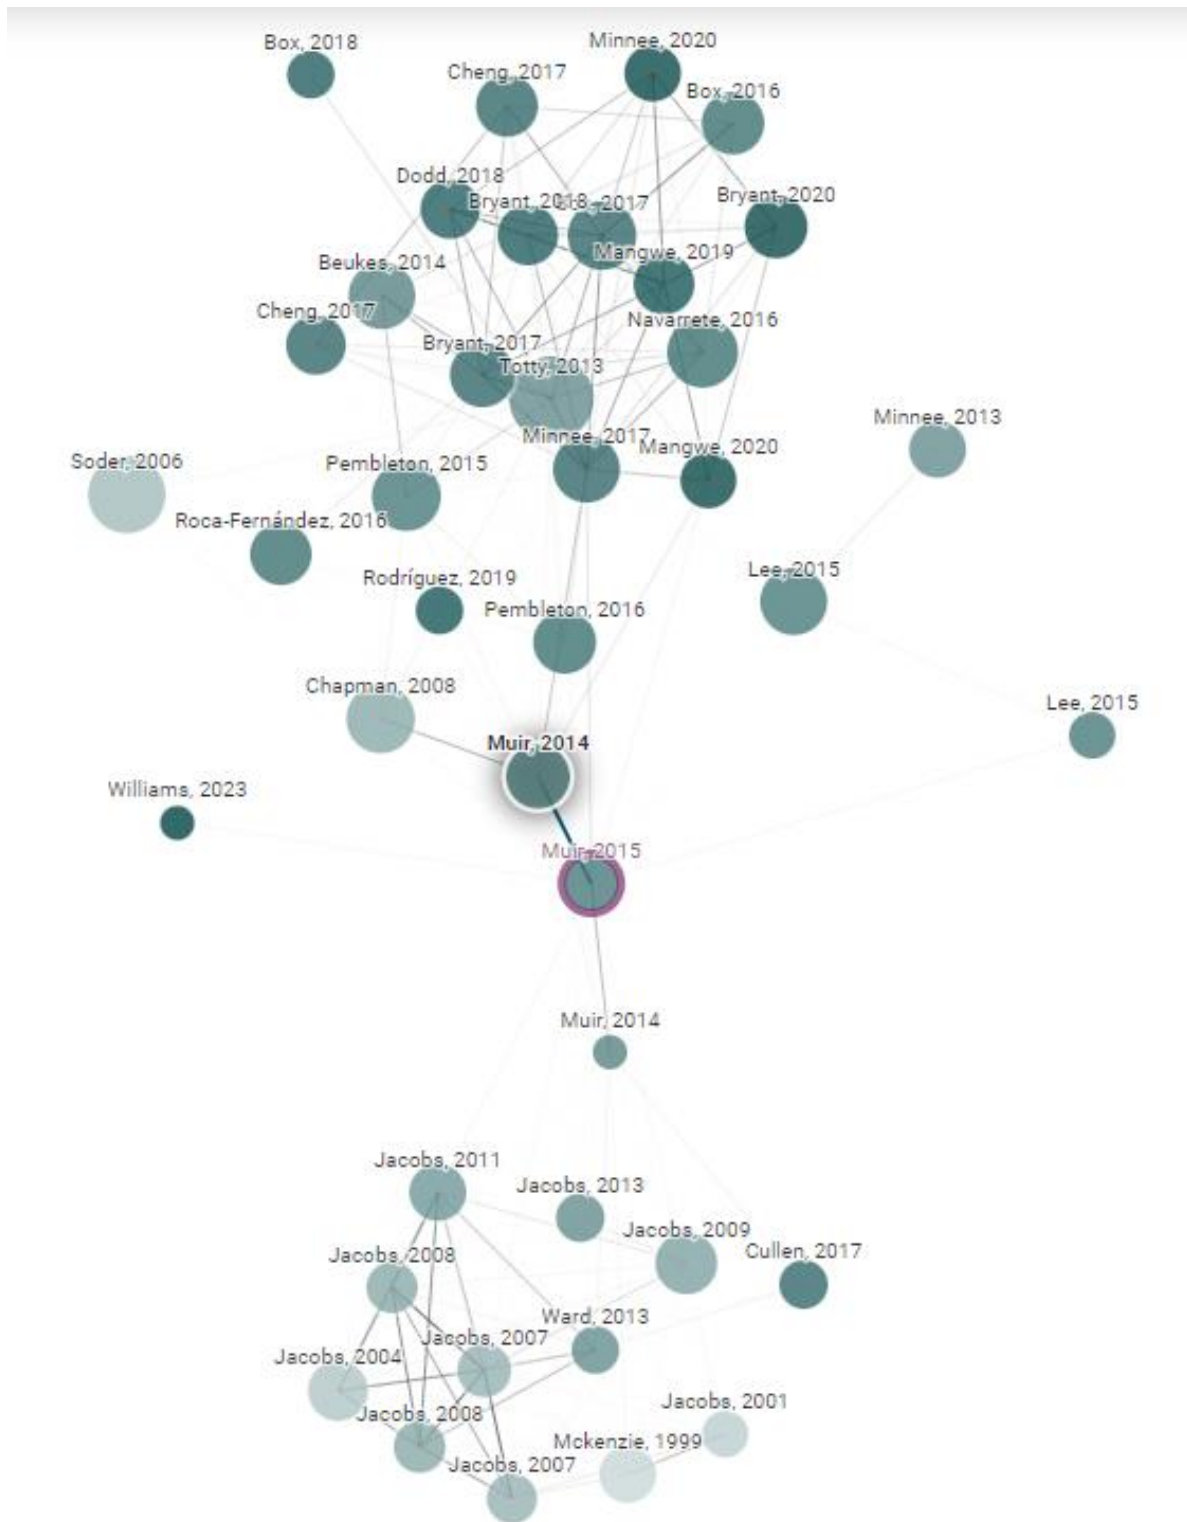 Box, 2018
Minnee, 2020
Cheng, 2017
Box, 2016
Dodd, 2018
Bryant, 2018
2017
Bryant, 2020
Mangwe, 2019
Beukes, 2014
Cheng, 2017
Navarrete, 2016
Bryant, 2017
Totty, 2013
Minnee, 2013
Minnee, 2017
Mangwe, 2020
Soder, 2006
Pembleton, 2015
Roca-Fernández, 2016
Lee, 2015
Rodríguez, 2019
Pembleton, 2016
Chapman, 2008
Lee, 2015
Muir, 2014
Williams, 2023
Muir, 2015
Muir, 2014
Jacobs, 2011
Jacobs, 2013
Jacobs, 2009
Cullen, 2017
Jacobs, 2008
Ward, 2013
Jacobs, 2007
Jacobs, 2004
Jacobs, 2001
Jacobs, 2008
Mckenzie, 1999
Jacobs, 2007